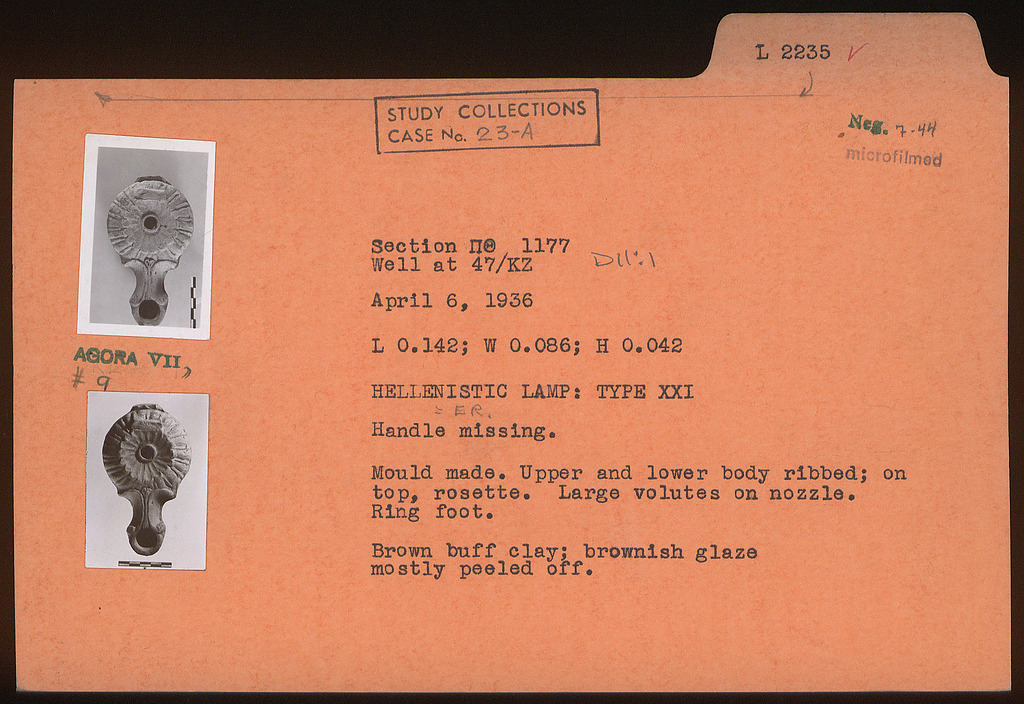 L 2235 ✓
STUDY COLLECTIONS
CASE No. 23-A
Neg. 7-44
microfilmed
Section ΠΘ 1177
Well at 47/KZ D11:1
April 6, 1936
L 0.142; W 0.086; H 0.042
AGORA VII,
# 9
HELLENISTIC LAMP: TYPE XXI
= ER.
Handle missing.
Mould made. Upper and lower body ribbed; on
top, rosette. Large volutes on nozzle.
Ring foot.
Brown buff clay; brownish glaze
mostly peeled off.